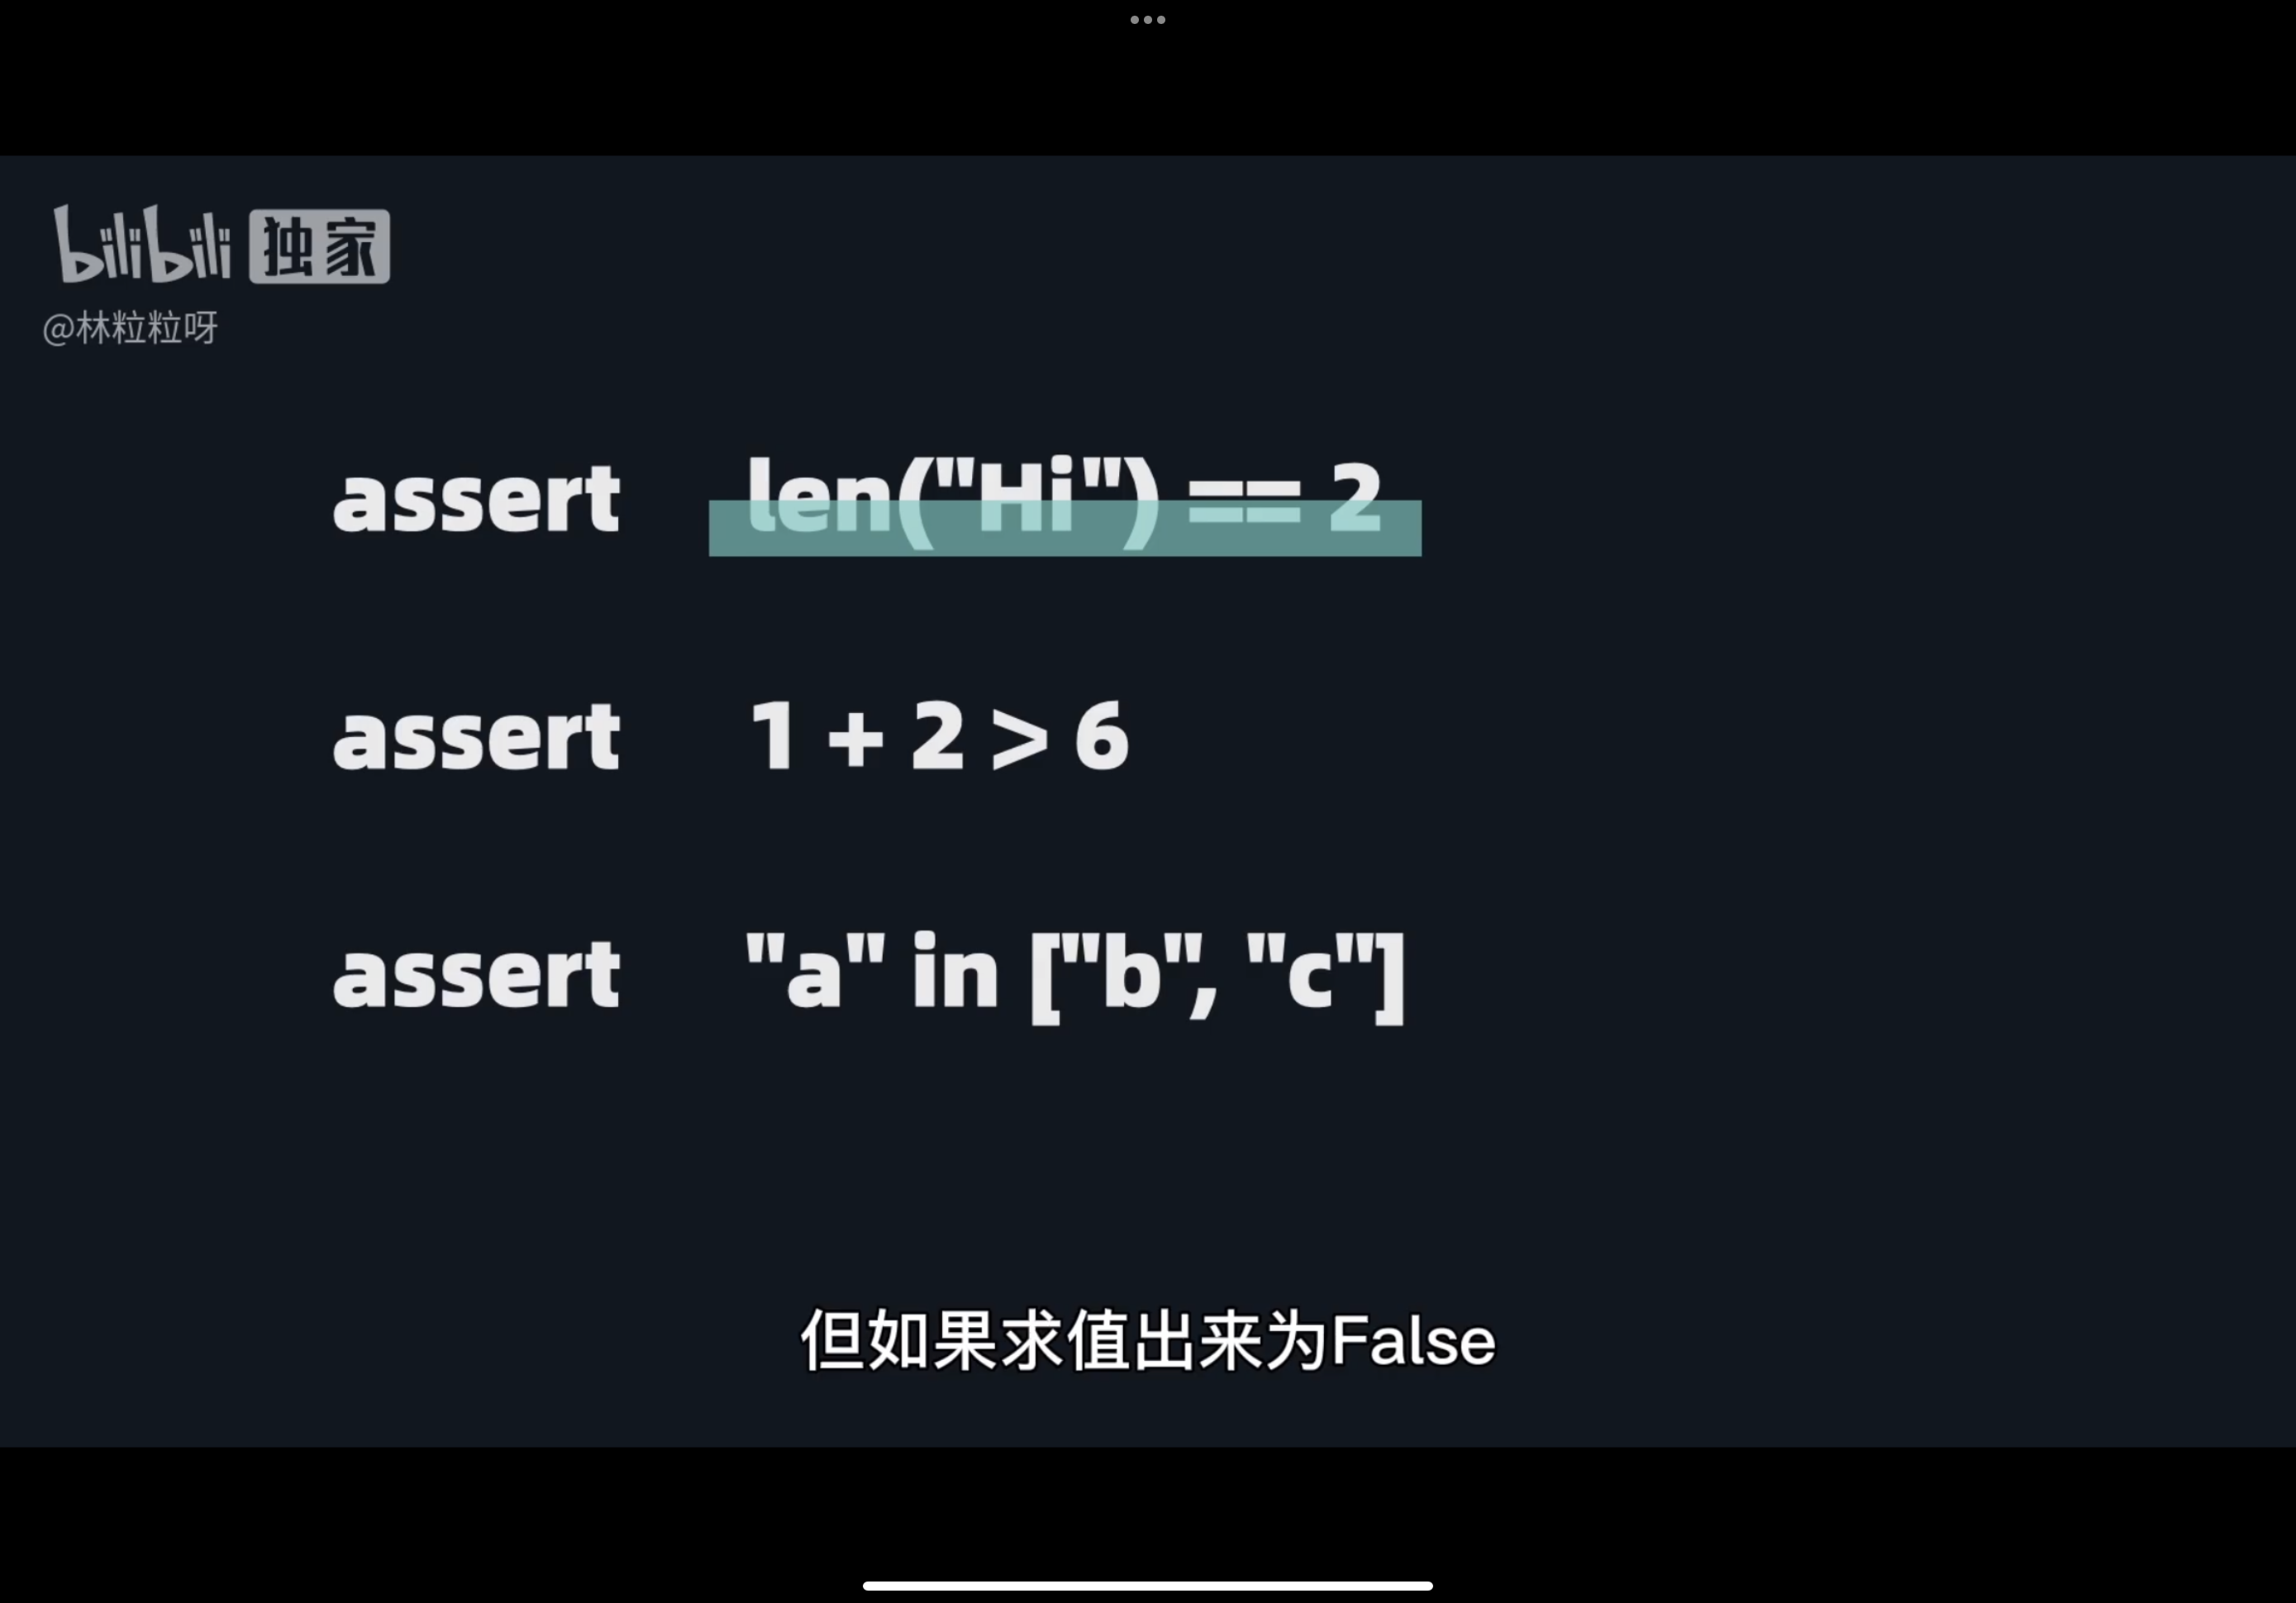 bilibili 独家
@林粒粒呀
assert len("Hi") == 2
assert 1 + 2 > 6
assert "a" in ["b", "c"]
但如果求值出来为False